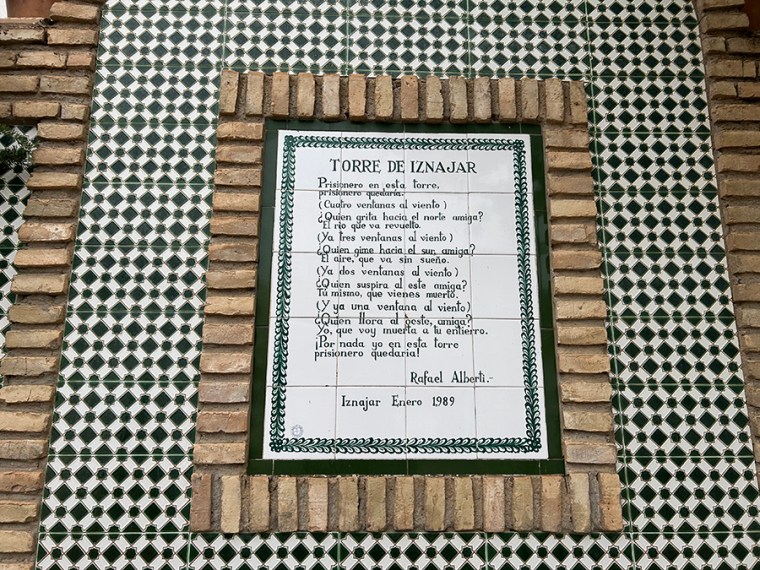 TORRE DE IZNAJAR
Prisionero en esta torre,
prisionero quedaria.
(Cuatro ventanas al viento)
¿Quien grita hacia el norte amiga?
El rio que va revuelto.
(Ya tres ventanas al viento)
¿Quien gime hacia el sur, amiga?
El aire, que va sin sueño.
(Ya dos ventanas al viento)
¿Quien suspira al este amiga?
Tú mismo, que vienes muerto.
(Y ya una ventana al viento)
¿Quien llora al oeste, amiga?
Yo, que voy muerta a tu entierro.
¡Por nada yo en esta torre
prisionero quedaria!
Rafael Alberti.-
Iznajar Enero 1989